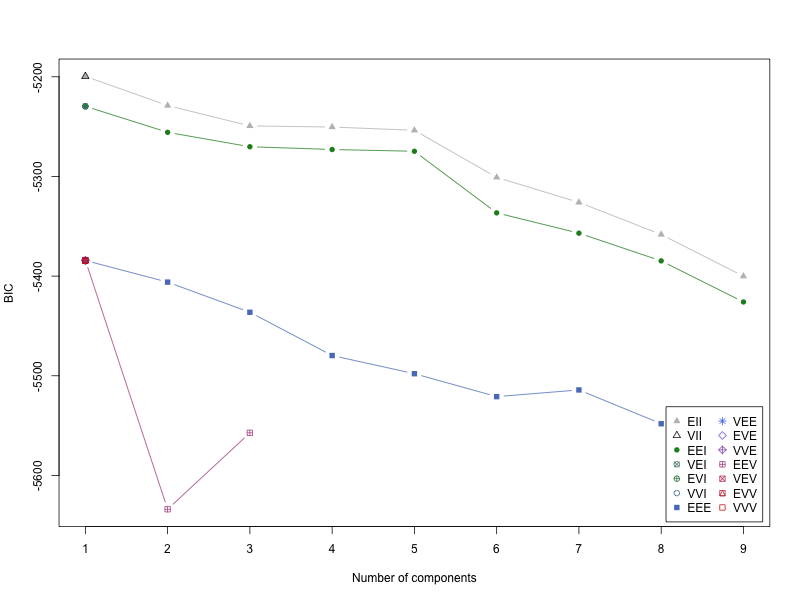 -5200
-5300
-5400
-5500
-5600
BIC
1 2 3 4 5 6 7 8 9
Number of components
EII VEE
VII EVE
EEI VVE
VEI EEV
EVI VEV
VVI EVV
EEE VVV